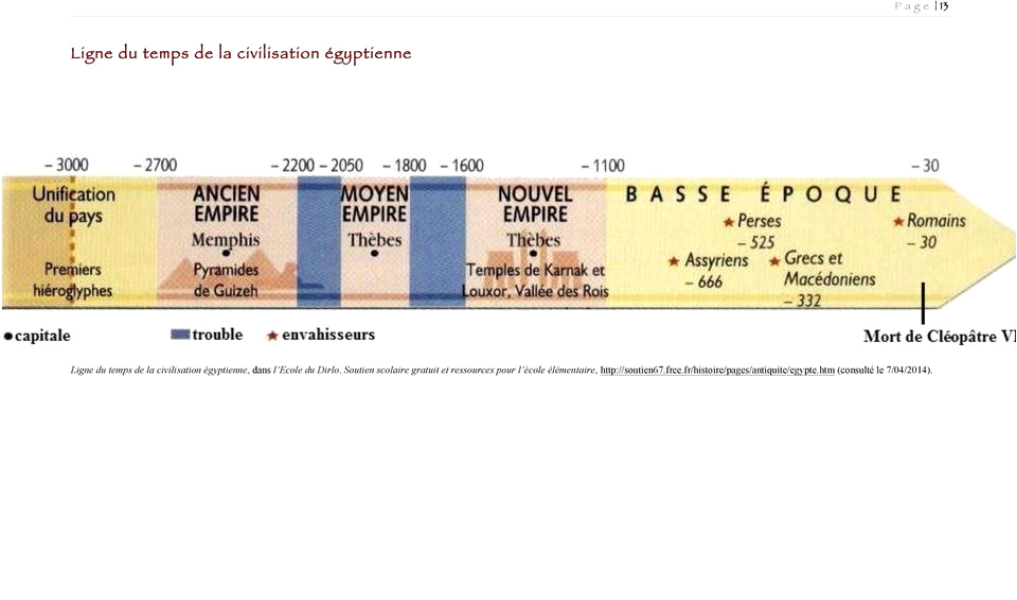 Page |13
Ligne du temps de la civilisation égyptienne
– 3000 – 2700 – 2200 – 2050 – 1800 – 1600 – 1100 – 30
Unification
du pays
Premiers
hiéroglyphes
ANCIEN
EMPIRE
Memphis
Pyramides
de Guizeh
MOYEN
EMPIRE
Thèbes
NOUVEL
EMPIRE
Thèbes
Temples de Karnak et
Louxor, Vallée des Rois
BASSE ÉPOQUE
Perses
– 525
Assyriens
– 666
Grecs et
Macédoniens
– 332
Romains
– 30
capitale
trouble
envahisseurs
Mort de Cléopâtre VI
Ligne du temps de la civilisation égyptienne, dans l'Ecole du Dirlo. Soutien scolaire gratuit et ressources pour l'école élémentaire, http://soutien67.free.fr/histoire/pages/antiquite/egypte.htm (consulté le 7/04/2014).